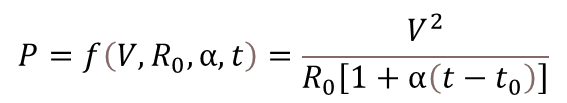 P = f(V, R₀, α, t) = V² / R₀[1 + α(t − t₀)]